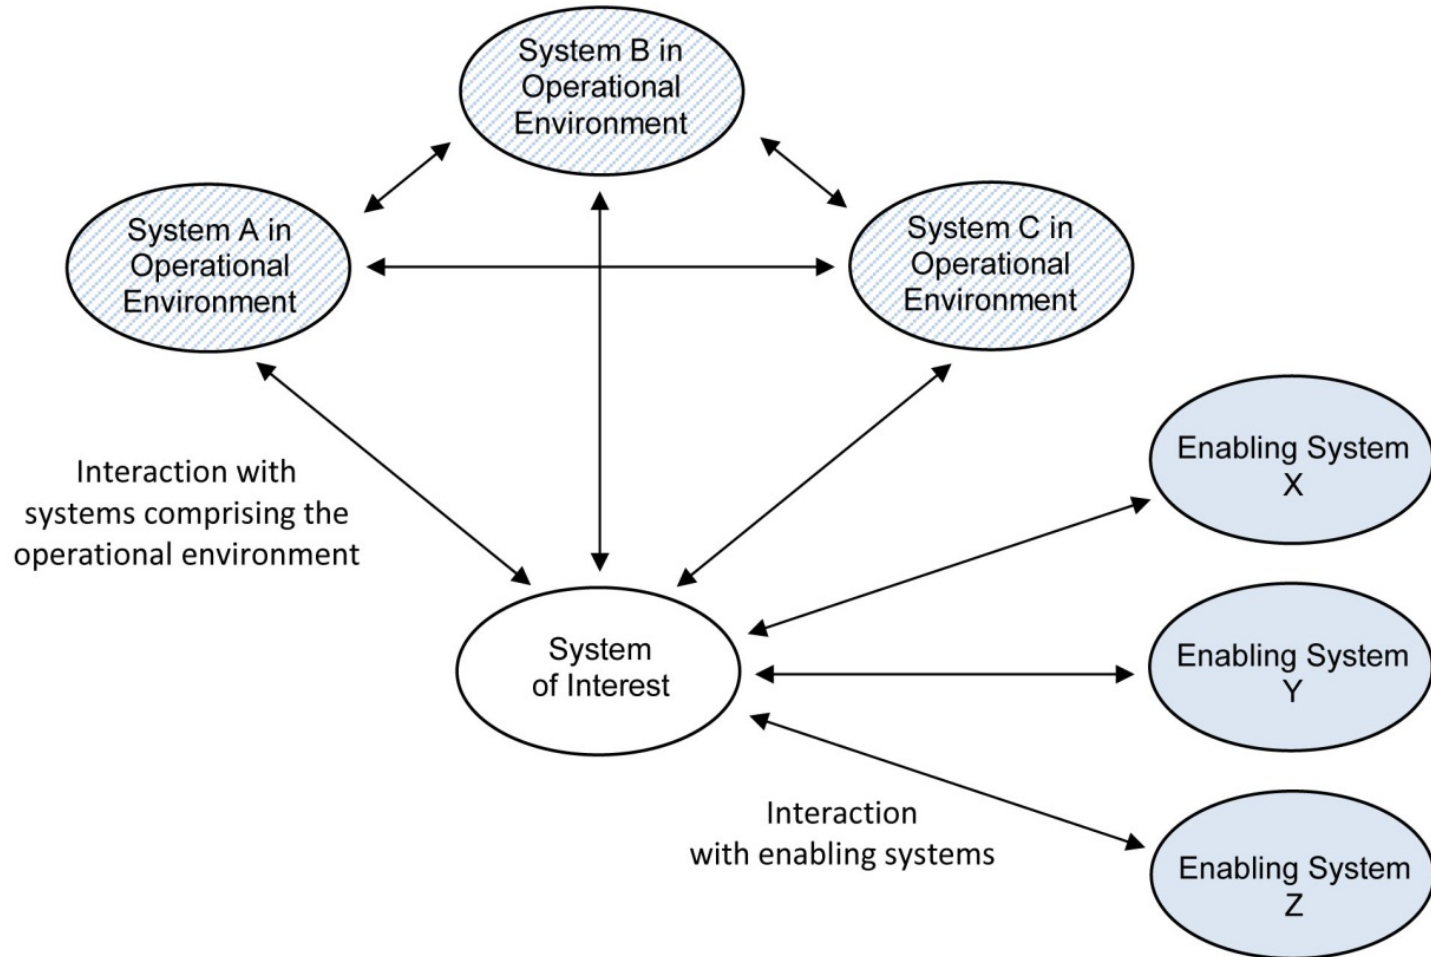 System B in
Operational
Environment
System A in
Operational
Environment
System C in
Operational
Environment
Interaction with
systems comprising the
operational environment
Enabling System
X
System
of Interest
Enabling System
Y
Interaction
with enabling systems
Enabling System
Z